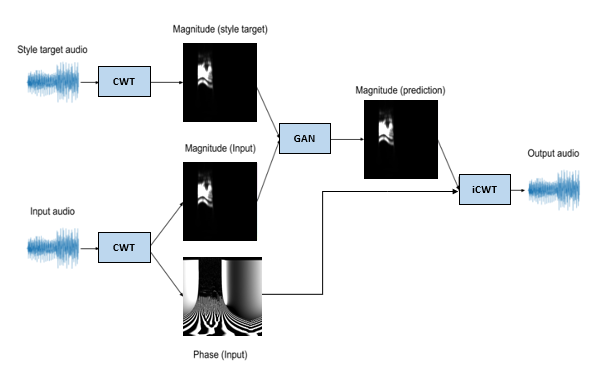 Magnitude (style target)
Style target audio
CWT
Magnitude (prediction)
GAN
Magnitude (Input)
Output audio
iCWT
Input audio
CWT
Phase (Input)